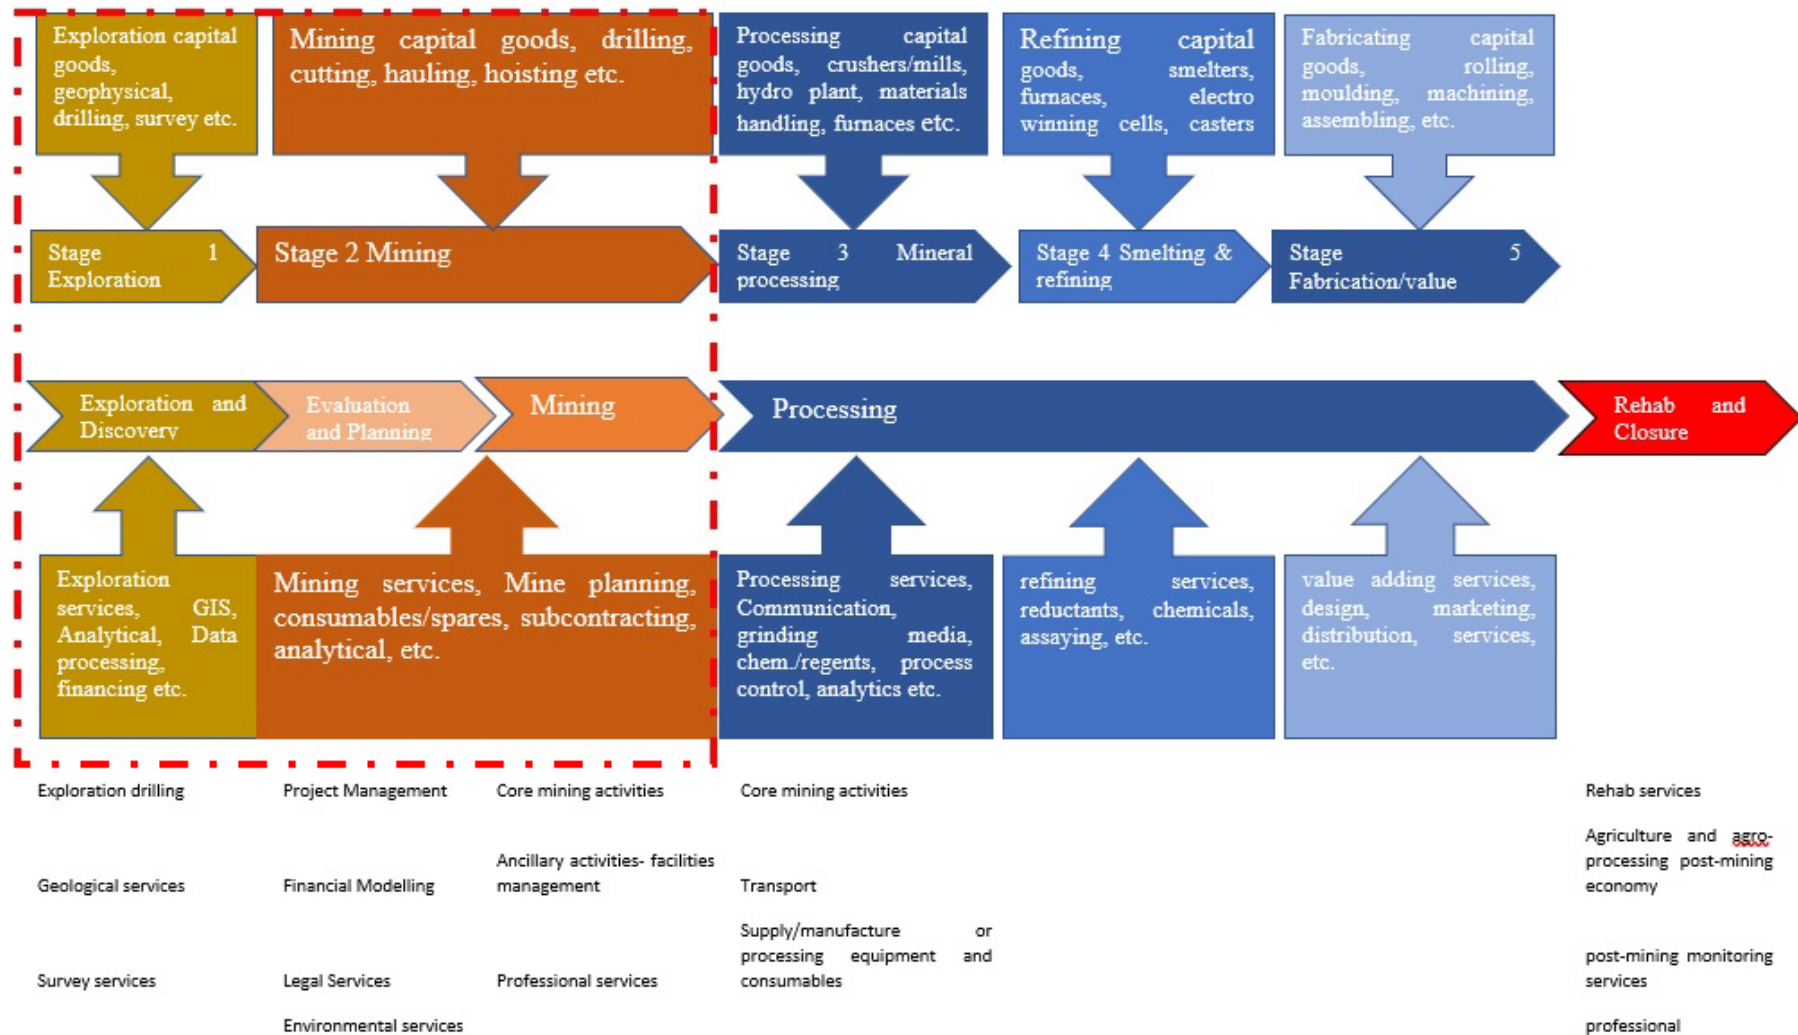 Exploration capital
goods,
geophysical,
drilling, survey etc.
Mining capital goods, drilling,
cutting, hauling, hoisting etc.
Processing capital
goods, crushers/mills,
hydro plant, materials
handling, furnaces etc.
Refining capital
goods, smelters,
furnaces, electro
winning cells, casters
Fabricating capital
goods, rolling,
moulding, machining,
assembling, etc.
Stage 1
Exploration
Stage 2 Mining
Stage 3 Mineral
processing
Stage 4 Smelting &
refining
Stage 5
Fabrication/value
Exploration and
Discovery
Evaluation
and Planning
Mining
Processing
Rehab and
Closure
Exploration
services, GIS,
Analytical, Data
processing,
financing etc.
Mining services, Mine planning,
consumables/spares, subcontracting,
analytical, etc.
Processing services,
Communication,
grinding media,
chem./regents, process
control, analytics etc.
refining services,
reductants, chemicals,
assaying, etc.
value adding services,
design, marketing,
distribution, services,
etc.
Exploration drilling
Project Management
Core mining activities
Core mining activities
Rehab services
Geological services
Financial Modelling
Ancillary activities- facilities
management
Transport
Agriculture and agro-
processing post-mining
economy
Survey services
Legal Services
Professional services
Supply/manufacture or
processing equipment and
consumables
post-mining monitoring
services
Environmental services
professional